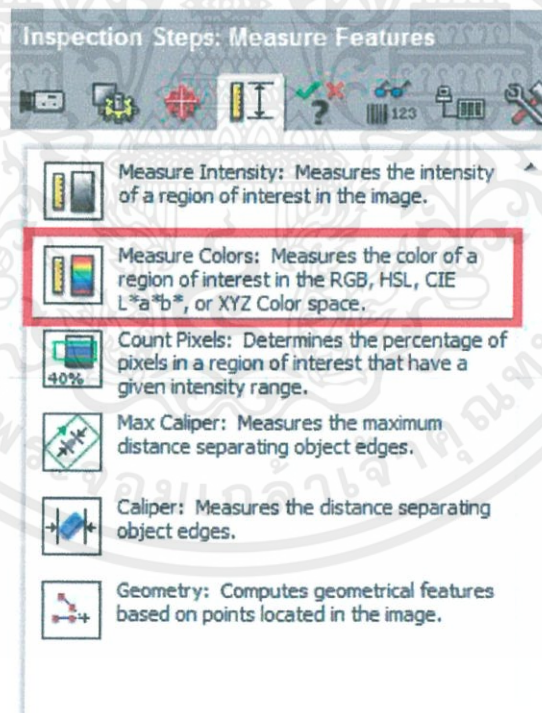 Inspection Steps: Measure Features
123
Measure Intensity: Measures the intensity
of a region of interest in the image.
Measure Colors: Measures the color of a
region of interest in the RGB, HSL, CIE
L*a*b*, or XYZ Color space.
Count Pixels: Determines the percentage of
pixels in a region of interest that have a
given intensity range.
40%
Max Caliper: Measures the maximum
distance separating object edges.
Caliper: Measures the distance separating
object edges.
Geometry: Computes geometrical features
based on points located in the image.